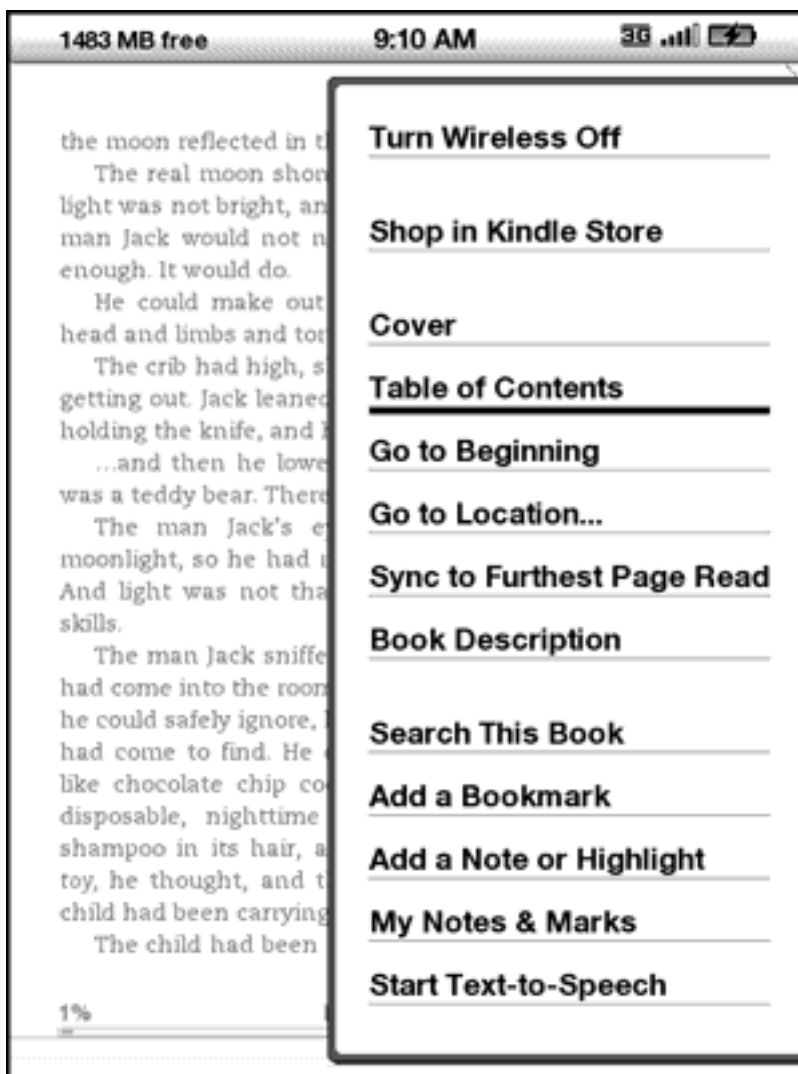 1483 MB free 9:10 AM 3G
the moon reflected in
The real moon shon
light was not bright, an
man Jack would not n
enough. It would do.
He could make out
head and limbs and tor
The crib had high, s
getting out. Jack leaned
holding the knife, and
…and then he lowe
was a teddy bear. There
The man Jack's e
moonlight, so he had
And light was not tha
skills.
The man Jack sniffe
had come into the room
he could safely ignore,
had come to find. He
like chocolate chip co
disposable, nighttime
shampoo in its hair, a
toy, he thought, and t
child had been carrying
The child had been
1%
Turn Wireless Off
Shop in Kindle Store
Cover
Table of Contents
Go to Beginning
Go to Location...
Sync to Furthest Page Read
Book Description
Search This Book
Add a Bookmark
Add a Note or Highlight
My Notes & Marks
Start Text-to-Speech